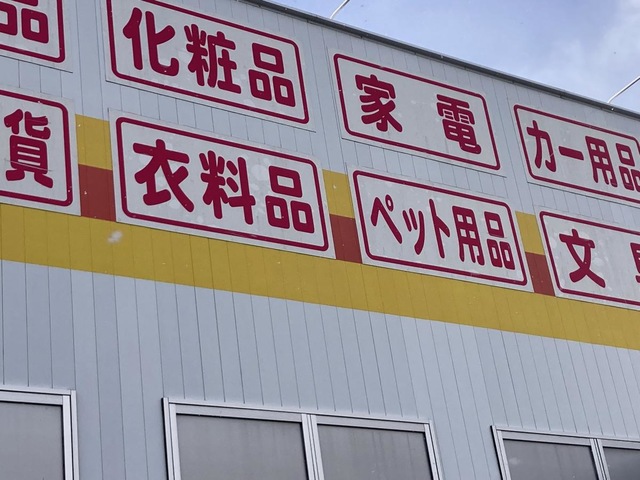 品 化粧品 家電 カー用品
貨 衣料品 ペット用品 文